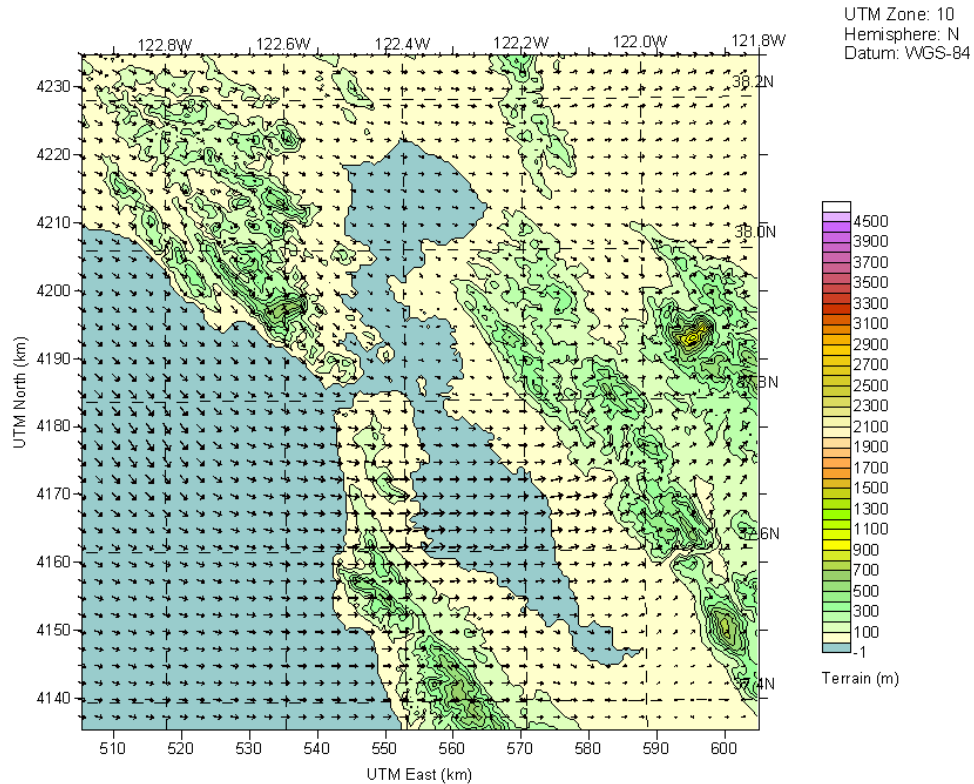 UTM Zone: 10
Hemisphere: N
Datum: WGS-84
122.8W 122.6W 122.4W 122.2W 122.0W 121.8W
4230
4220
4210
4200
4190
4180
4170
4160
4150
4140
UTM North (km)
38.2N
38.0N
37.8N
37.6N
37.4N
510 520 530 540 550 560 570 580 590 600
UTM East (km)
4500
3900
3700
3500
3300
3100
2900
2700
2500
2300
2100
1900
1700
1500
1300
1100
900
700
500
300
100
-1
Terrain (m)